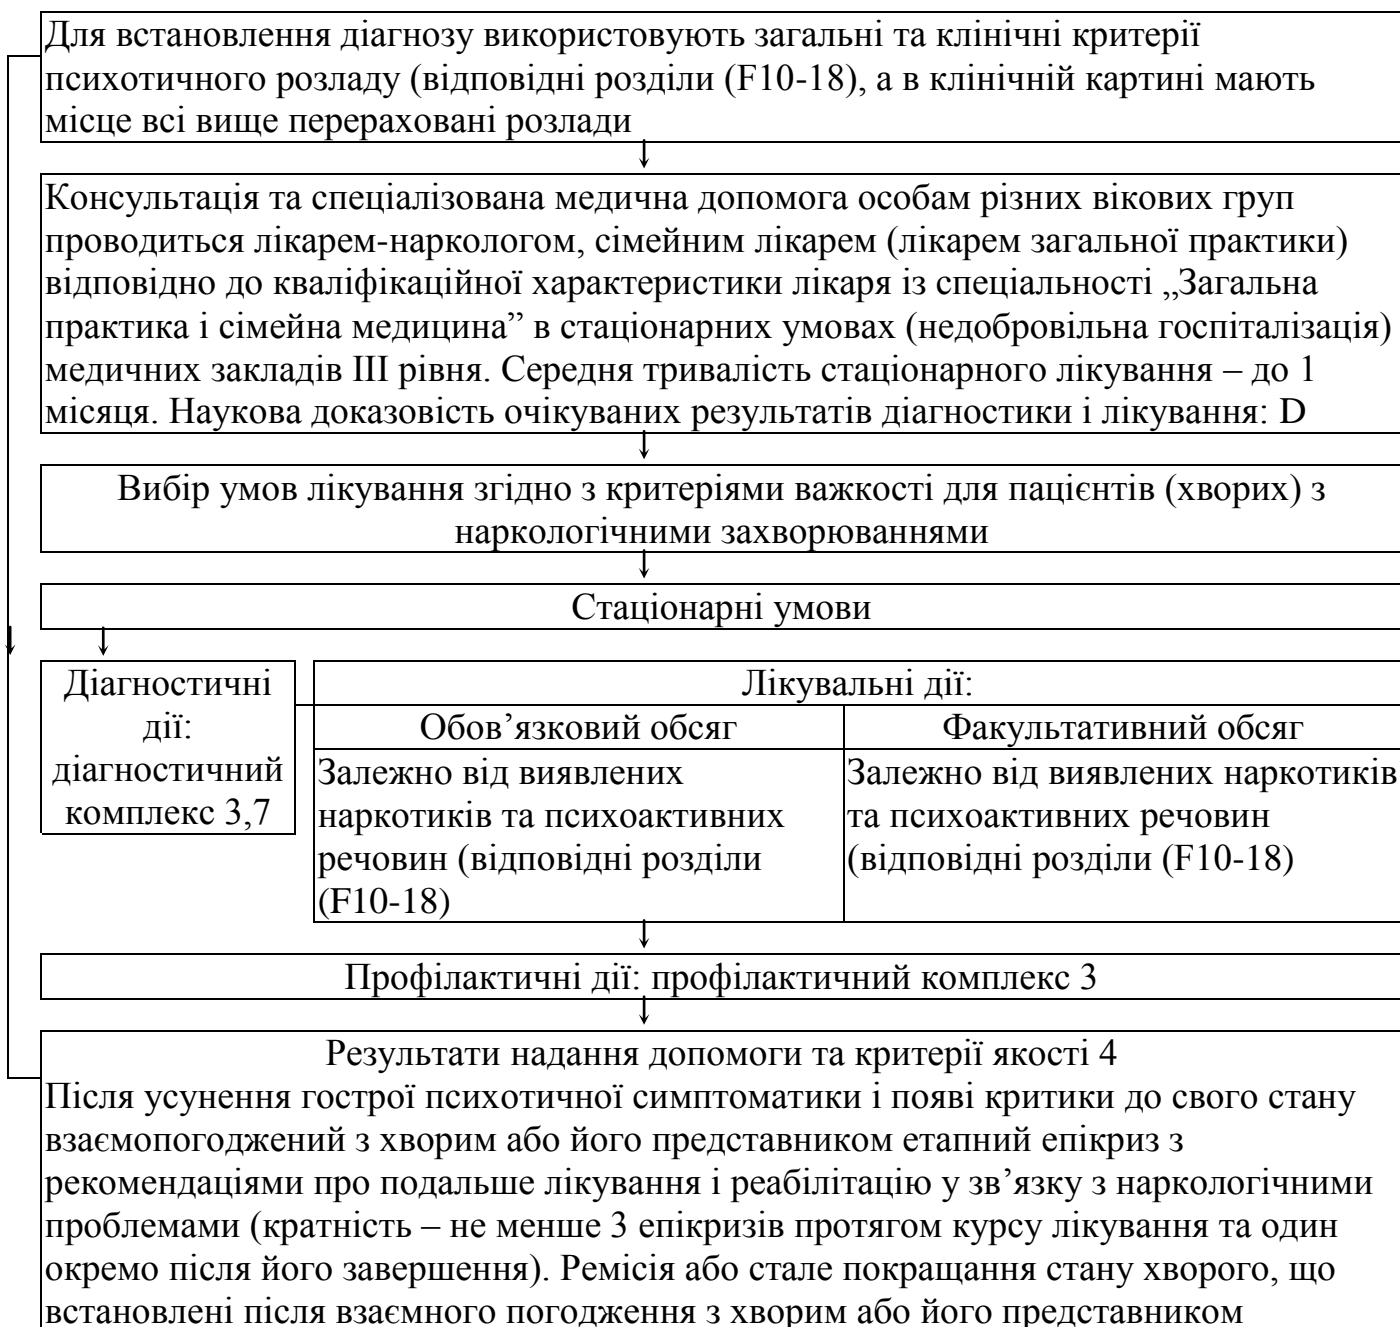 Для встановлення діагнозу використовують загальні та клінічні критерії
психотичного розладу (відповідні розділи (F10-18), а в клінічній картині мають
місце всі вище перераховані розлади
Консультація та спеціалізована медична допомога особам різних вікових груп
проводиться лікарем-наркологом, сімейним лікарем (лікарем загальної практики)
відповідно до кваліфікаційної характеристики лікаря із спеціальності „Загальна
практика і сімейна медицина” в стаціонарних умовах (недобровільна госпіталізація)
медичних закладів III рівня. Середня тривалість стаціонарного лікування – до 1
місяця. Наукова доказовість очікуваних результатів діагностики і лікування: D
Вибір умов лікування згідно з критеріями важкості для пацієнтів (хворих) з
наркологічними захворюваннями
Стаціонарні умови
Діагностичні
дії:
діагностичний
комплекс 3,7
Лікувальні дії:
Обов’язковий обсяг
Залежно від виявлених
наркотиків та психоактивних
речовин (відповідні розділи
(F10-18)
Факультативний обсяг
Залежно від виявлених наркотиків
та психоактивних речовин
(відповідні розділи (F10-18)
Профілактичні дії: профілактичний комплекс 3
Результати надання допомоги та критерії якості 4
Після усунення гострої психотичної симптоматики і появі критики до свого стану
взаємопогоджений з хворим або його представником етапний епікриз з
рекомендаціями про подальше лікування і реабілітацію у зв’язку з наркологічними
проблемами (кратність – не менше 3 епікризів протягом курсу лікування та один
окремо після його завершення). Ремісія або стале покращання стану хворого, що
встановлені після взаємного погодження з хворим або його представником